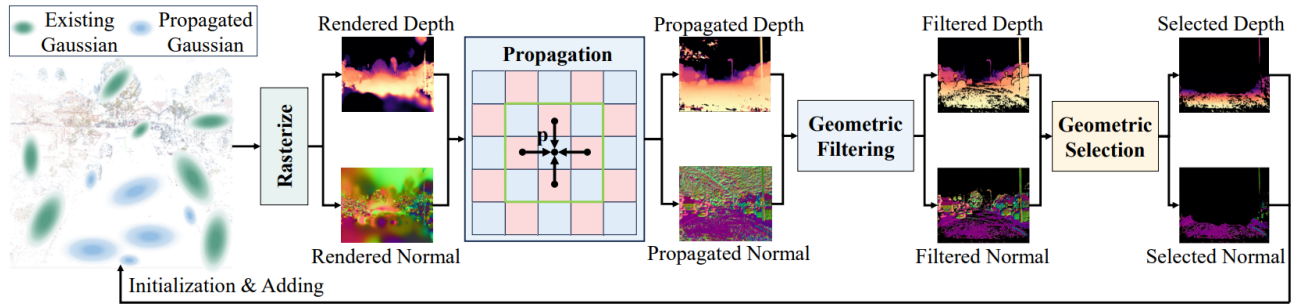 Existing
Gaussian
Propagated
Gaussian
Rasterize
Rendered Depth
Rendered Normal
Propagation
p
Propagated Depth
Propagated Normal
Geometric
Filtering
Filtered Depth
Filtered Normal
Geometric
Selection
Selected Depth
Selected Normal
Initialization & Adding